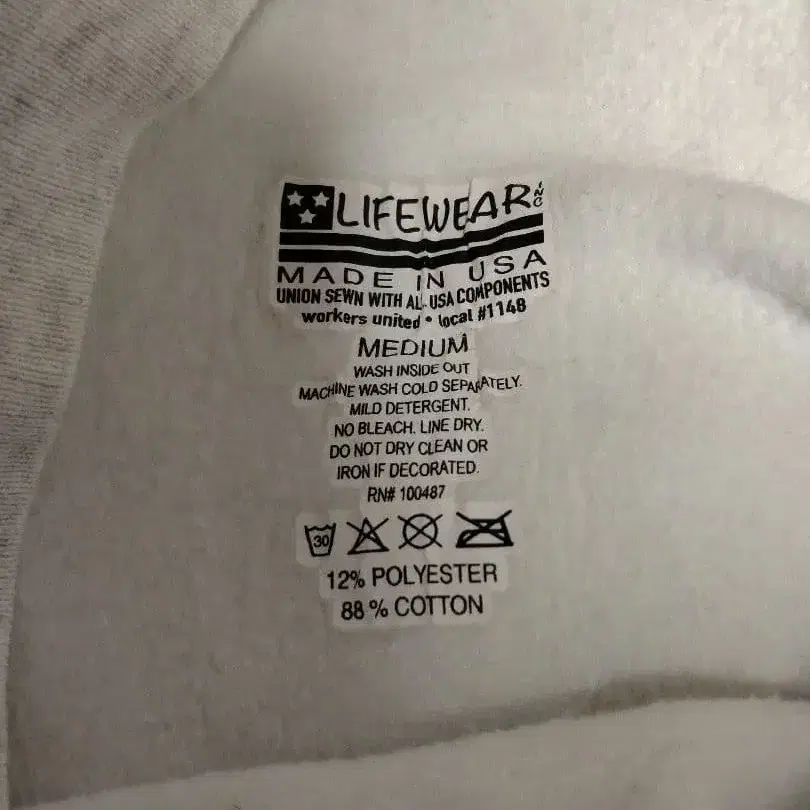 LIFEWEAR INC
MADE IN USA
UNION SEWN WITH ALL USA COMPONENTS
workers united • local #1148
MEDIUM
WASH INSIDE OUT
MACHINE WASH COLD SEPARATELY.
MILD DETERGENT.
NO BLEACH. LINE DRY.
DO NOT DRY CLEAN OR
IRON IF DECORATED.
RN# 100487
30
12% POLYESTER
88% COTTON